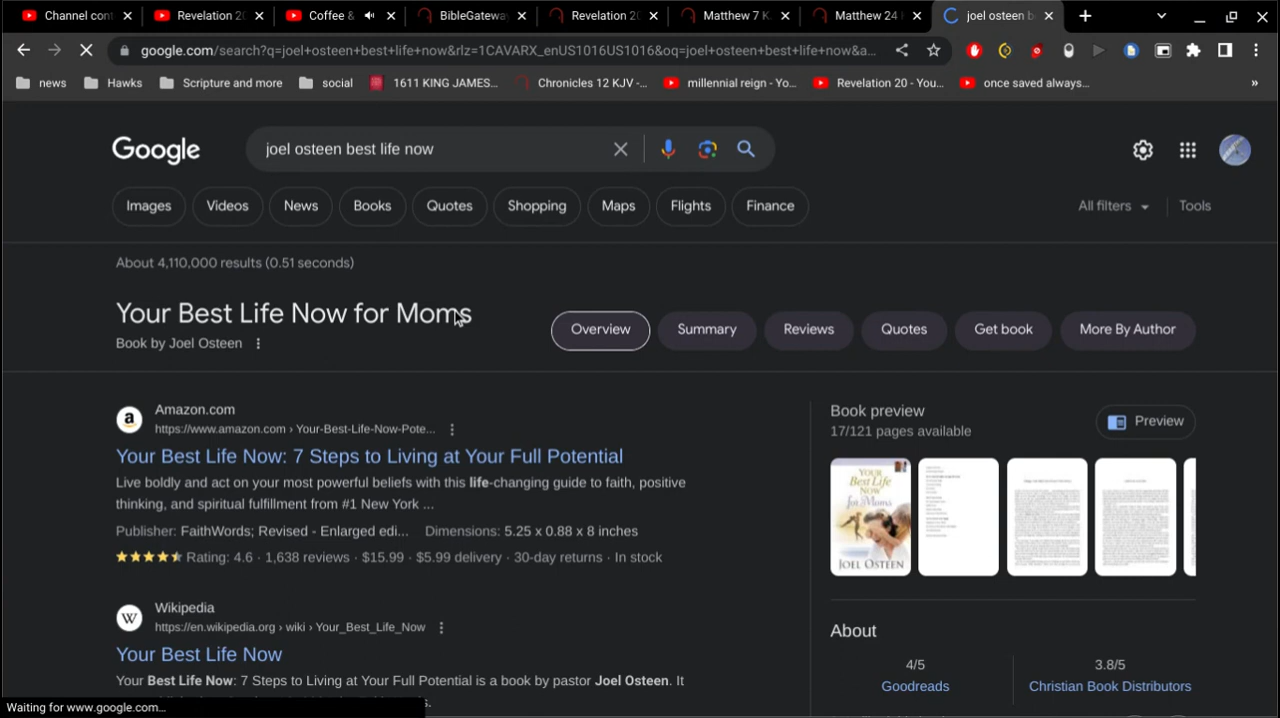 Channel cont
Revelation 20
Coffee &
BibleGateway
Revelation 20
Matthew 7 K
Matthew 24
joel osteen b
google.com/search?q=joel+osteen+best+life+now&rlz=1CAVARX_enUS1016US1016&oq=joel+osteen+best+life+now&a...
news
Hawks
Scripture and more
social
1611 KING JAMES...
Chronicles 12 KJV -...
millennial reign - Yo...
Revelation 20 - You...
once saved always...
»
Google
joel osteen best life now
Images
Videos
News
Books
Quotes
Shopping
Maps
Flights
Finance
All filters
Tools
About 4,110,000 results (0.51 seconds)
Your Best Life Now for Moms
Book by Joel Osteen
Overview
Summary
Reviews
Quotes
Get book
More By Author
Amazon.com
https://www.amazon.com › Your-Best-Life-Now-Pote...
Your Best Life Now: 7 Steps to Living at Your Full Potential
Live boldly and activate your most powerful beliefs with this life-changing guide to faith, positive
thinking, and spiritual fulfillment from #1 New York ...
Publisher: FaithWords; Revised - Enlarged edi... Dimensions: 5.25 x 0.88 x 8 inches
Rating: 4.6 · 1,638 reviews · $15.99 · $5.99 delivery · 30-day returns · In stock
Book preview
17/121 pages available
Preview
YOUR
Best Life
NOW
for Moms
JOEL OSTEEN
W
Wikipedia
https://en.wikipedia.org › wiki › Your_Best_Life_Now
Your Best Life Now
Your Best Life Now: 7 Steps to Living at Your Full Potential is a book by pastor Joel Osteen. It
About
4/5
Goodreads
3.8/5
Christian Book Distributors
Waiting for www.google.com...